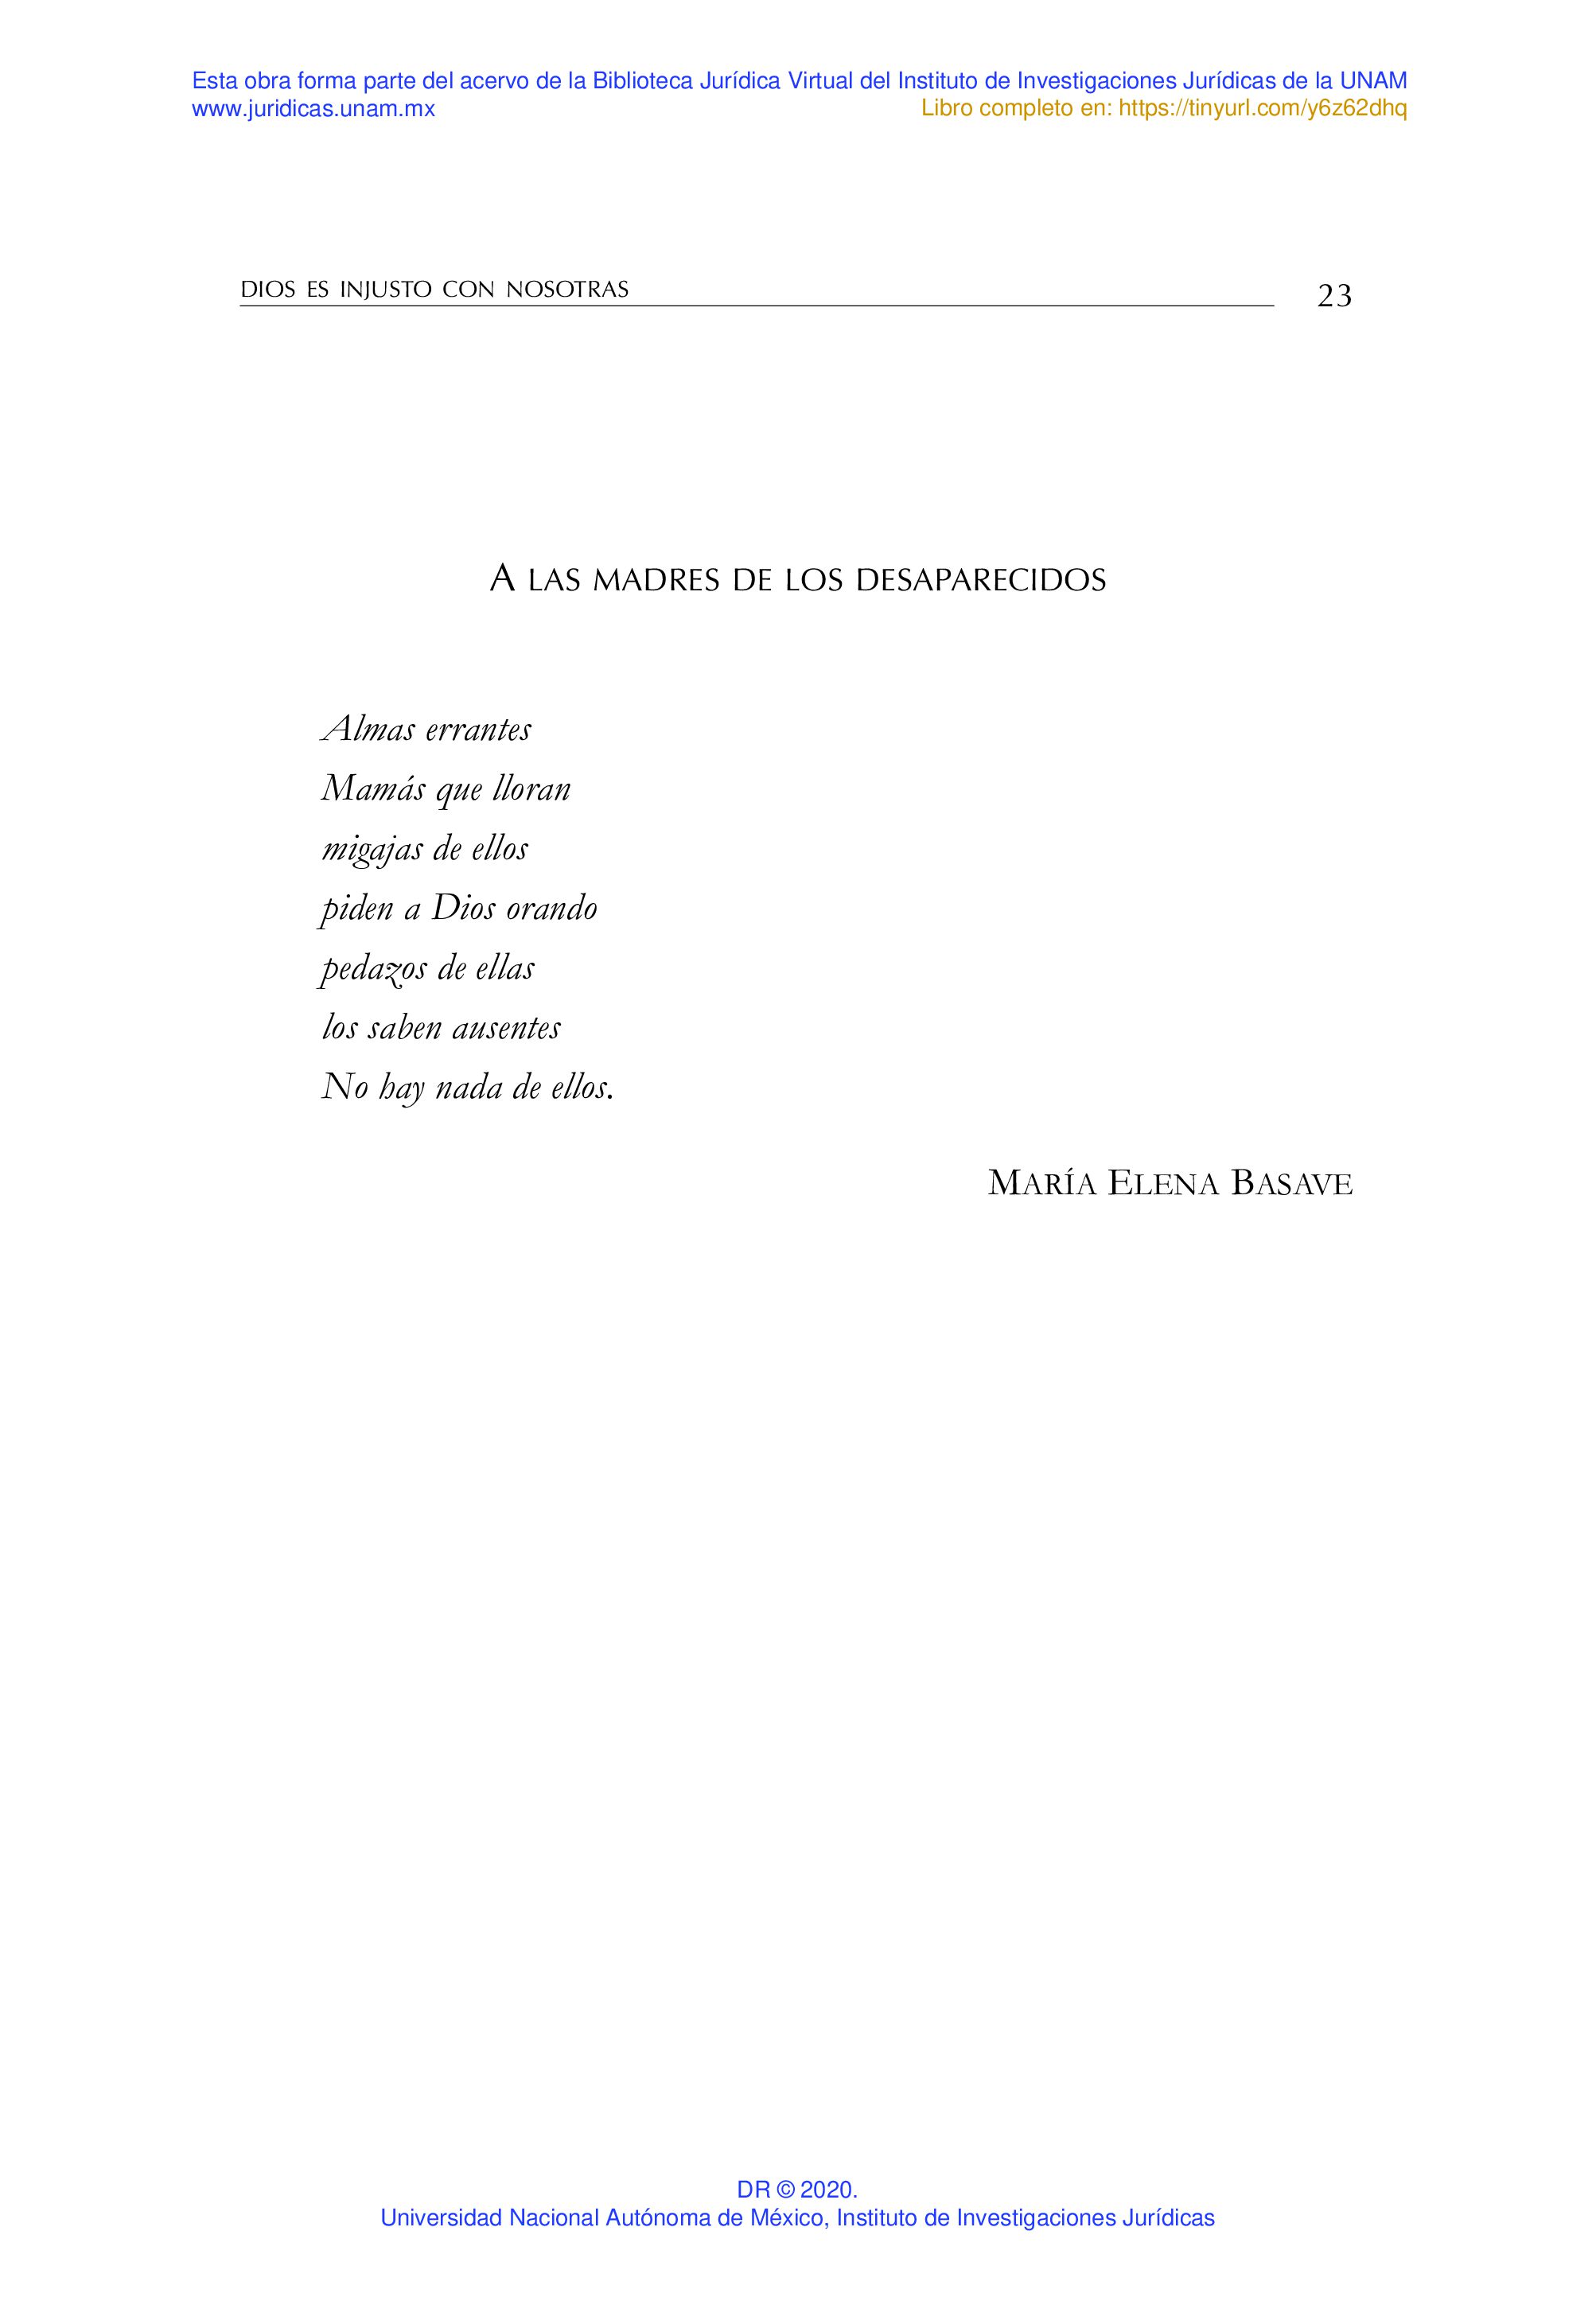 Esta obra forma parte del acervo de la Biblioteca Jurídica Virtual del Instituto de Investigaciones Jurídicas de la UNAM
www.juridicas.unam.mx Libro completo en: https://tinyurl.com/y6z62dhq
DIOS ES INJUSTO CON NOSOTRAS 23
A LAS MADRES DE LOS DESAPARECIDOS
Almas errantes
Mamás que lloran
migajas de ellos
piden a Dios orando
pedazos de ellas
los saben ausentes
No hay nada de ellos.
MARÍA ELENA BASAVE
DR © 2020.
Universidad Nacional Autónoma de México, Instituto de Investigaciones Jurídicas